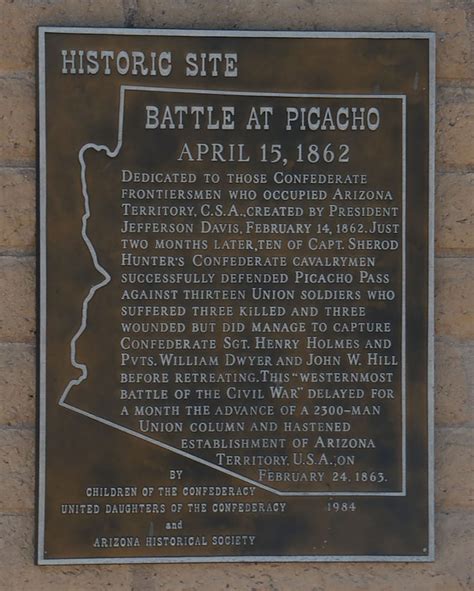 HISTORIC SITE
BATTLE AT PICACHO
APRIL 15, 1862
DEDICATED TO THOSE CONFEDERATE
FRONTIERSMEN WHO OCCUPIED ARIZONA
TERRITORY, C.S.A., CREATED BY PRESIDENT
JEFFERSON DAVIS, FEBRUARY 14, 1862. JUST
TWO MONTHS LATER, TEN OF CAPT. SHEROD
HUNTER'S CONFEDERATE CAVALRYMEN
SUCCESSFULLY DEFENDED PICACHO PASS
AGAINST THIRTEEN UNION SOLDIERS WHO
SUFFERED THREE KILLED AND THREE
WOUNDED BUT DID MANAGE TO CAPTURE
CONFEDERATE SGT. HENRY HOLMES AND
PVTS. WILLIAM DWYER AND JOHN W. HILL
BEFORE RETREATING. THIS "WESTERNMOST
BATTLE OF THE CIVIL WAR" DELAYED FOR
A MONTH THE ADVANCE OF A 2300-MAN
UNION COLUMN AND HASTENED
ESTABLISHMENT OF ARIZONA
TERRITORY, U.S.A., ON
FEBRUARY 24, 1863.
BY
CHILDREN OF THE CONFEDERACY
UNITED DAUGHTERS OF THE CONFEDERACY 1984
and
ARIZONA HISTORICAL SOCIETY